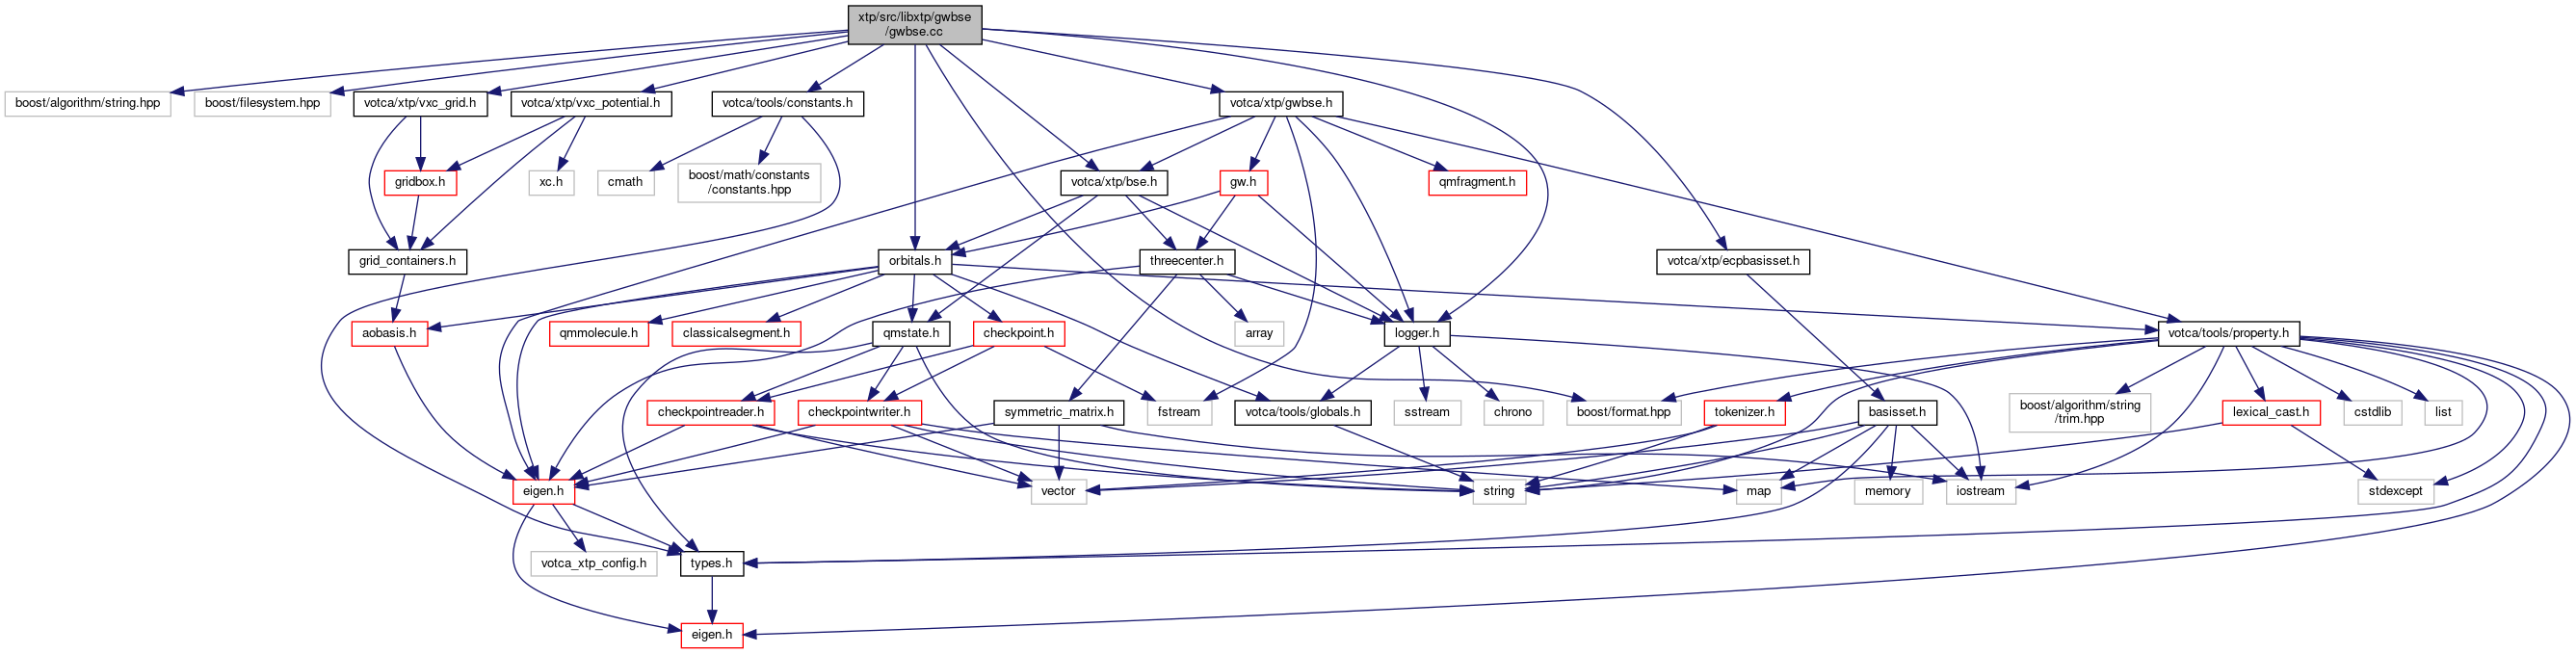 xtp/src/libxtp/gwbse
/gwbse.cc
boost/algorithm/string.hpp
boost/filesystem.hpp
votca/xtp/vxc_grid.h
votca/xtp/vxc_potential.h
votca/tools/constants.h
votca/xtp/gwbse.h
gridbox.h
xc.h
cmath
boost/math/constants
/constants.hpp
votca/xtp/bse.h
gw.h
qmfragment.h
grid_containers.h
orbitals.h
threecenter.h
votca/xtp/ecpbasisset.h
aobasis.h
qmmolecule.h
classicalsegment.h
qmstate.h
checkpoint.h
array
logger.h
votca/tools/property.h
checkpointreader.h
checkpointwriter.h
symmetric_matrix.h
fstream
votca/tools/globals.h
sstream
chrono
boost/format.hpp
tokenizer.h
basisset.h
boost/algorithm/string
/trim.hpp
lexical_cast.h
cstdlib
list
eigen.h
vector
string
map
memory
iostream
stdexcept
votca_xtp_config.h
types.h
eigen.h